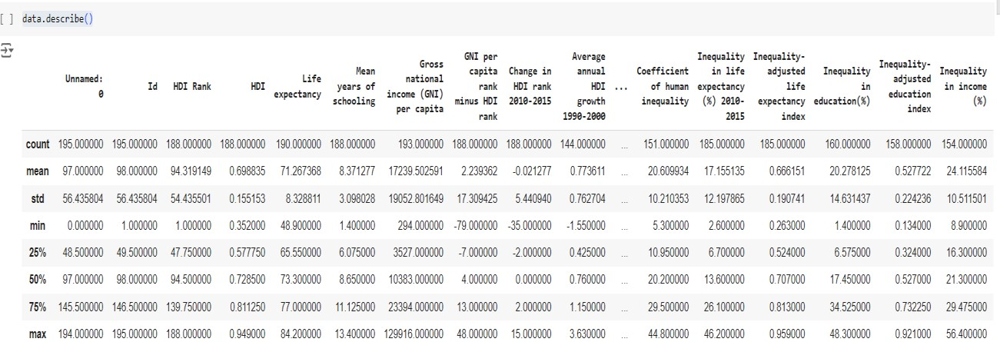 [ ] data.describe()
Unnamed: 0 Id HDI Rank HDI Life expectancy Mean years of schooling Gross national income (GNI) per capita GNI per capita rank minus HDI rank Change in HDI rank 2010-2015 Average annual HDI growth 1990-2000 ... Coefficient of human inequality Inequality in life expectancy (%) 2010-2015 Inequality-adjusted life expectancy index Inequality in education(%) Inequality-adjusted education index Inequality in income (%)
count 195.000000 195.000000 188.000000 188.000000 190.000000 188.000000 193.000000 188.000000 188.000000 144.000000 ... 151.000000 185.000000 185.000000 160.000000 158.000000 154.000000
mean 97.000000 98.000000 94.319149 0.698835 71.267368 8.371277 17239.502591 2.239362 -0.021277 0.773611 ... 20.609934 17.155135 0.666151 20.278125 0.527722 24.115584
std 56.435804 56.435804 54.435501 0.155153 8.328811 3.098028 19052.801649 17.309425 5.440940 0.762704 ... 10.210353 12.197865 0.190741 14.631437 0.224236 10.511501
min 0.000000 1.000000 1.000000 0.352000 48.900000 1.400000 294.000000 -79.000000 -35.000000 -1.550000 ... 5.300000 2.600000 0.263000 1.400000 0.134000 8.900000
25% 48.500000 49.500000 47.750000 0.577750 65.550000 6.075000 3527.000000 -7.000000 -2.000000 0.425000 ... 10.950000 6.700000 0.524000 6.575000 0.324000 16.300000
50% 97.000000 98.000000 94.500000 0.728500 73.300000 8.650000 10383.000000 4.000000 0.000000 0.760000 ... 20.200000 13.600000 0.707000 17.450000 0.527000 21.300000
75% 145.500000 146.500000 139.750000 0.811250 77.000000 11.125000 23394.000000 13.000000 2.000000 1.150000 ... 29.500000 26.100000 0.813000 34.525000 0.732250 29.475000
max 194.000000 195.000000 188.000000 0.949000 84.200000 13.400000 129916.000000 48.000000 15.000000 3.630000 ... 44.800000 46.200000 0.959000 48.300000 0.921000 56.400000